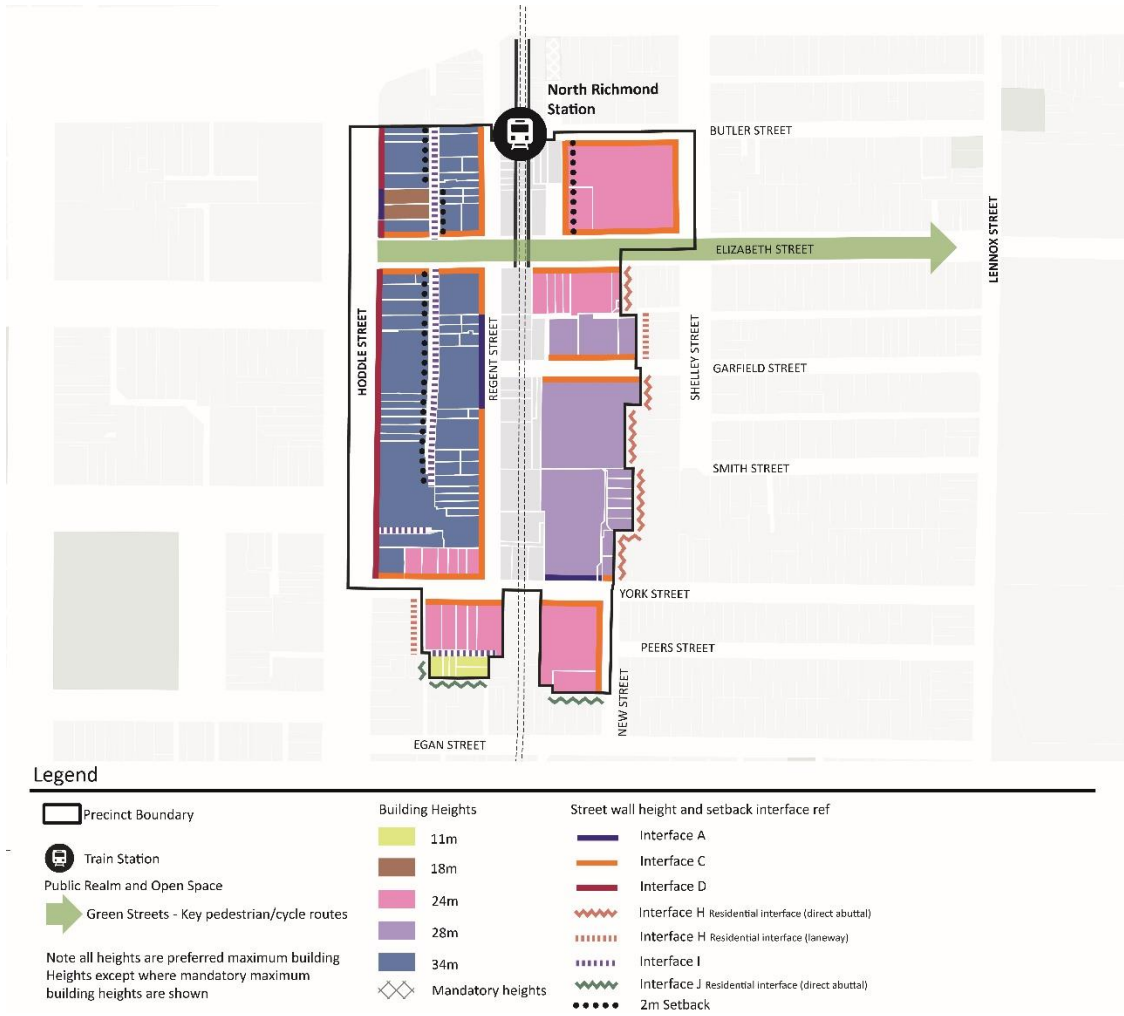 North Richmond
Station
BUTLER STREET
ELIZABETH STREET
LENNOX STREET
HODDLE STREET
REGENT STREET
SHELLEY STREET
GARFIELD STREET
SMITH STREET
YORK STREET
PEERS STREET
NEW STREET
EGAN STREET
Legend
Precinct Boundary
Train Station
Public Realm and Open Space
Green Streets - Key pedestrian/cycle routes
Note all heights are preferred maximum building
Heights except where mandatory maximum
building heights are shown
Building Heights
11m
18m
24m
28m
34m
Mandatory heights
Street wall height and setback interface ref
Interface A
Interface C
Interface D
Interface H Residential interface (direct abuttal)
Interface H Residential interface (laneway)
Interface I
Interface J Residential interface (direct abuttal)
2m Setback